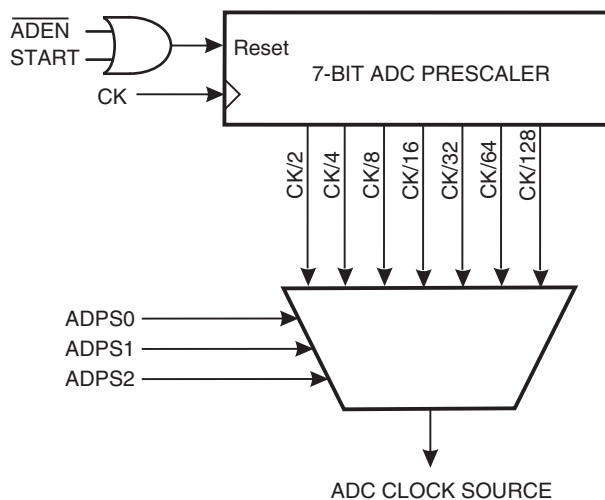 ADEN
START
Reset
7-BIT ADC PRESCALER
CK
CK/2
CK/4
CK/8
CK/16
CK/32
CK/64
CK/128
ADPS0
ADPS1
ADPS2
ADC CLOCK SOURCE